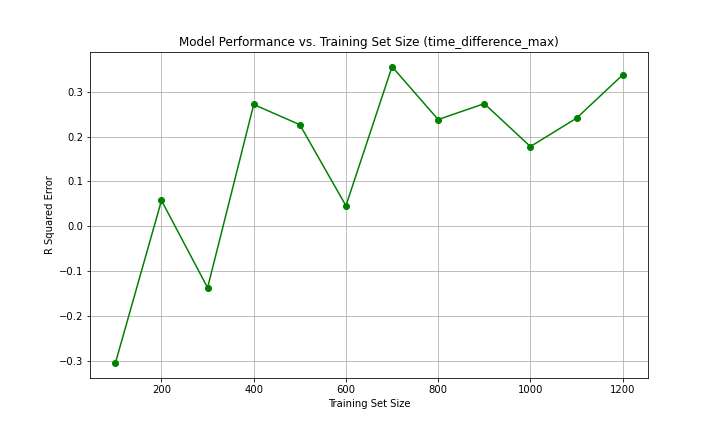 Model Performance vs. Training Set Size (time_difference_max)
R Squared Error
0.3
0.2
0.1
0.0
−0.1
−0.2
−0.3
200 400 600 800 1000 1200
Training Set Size